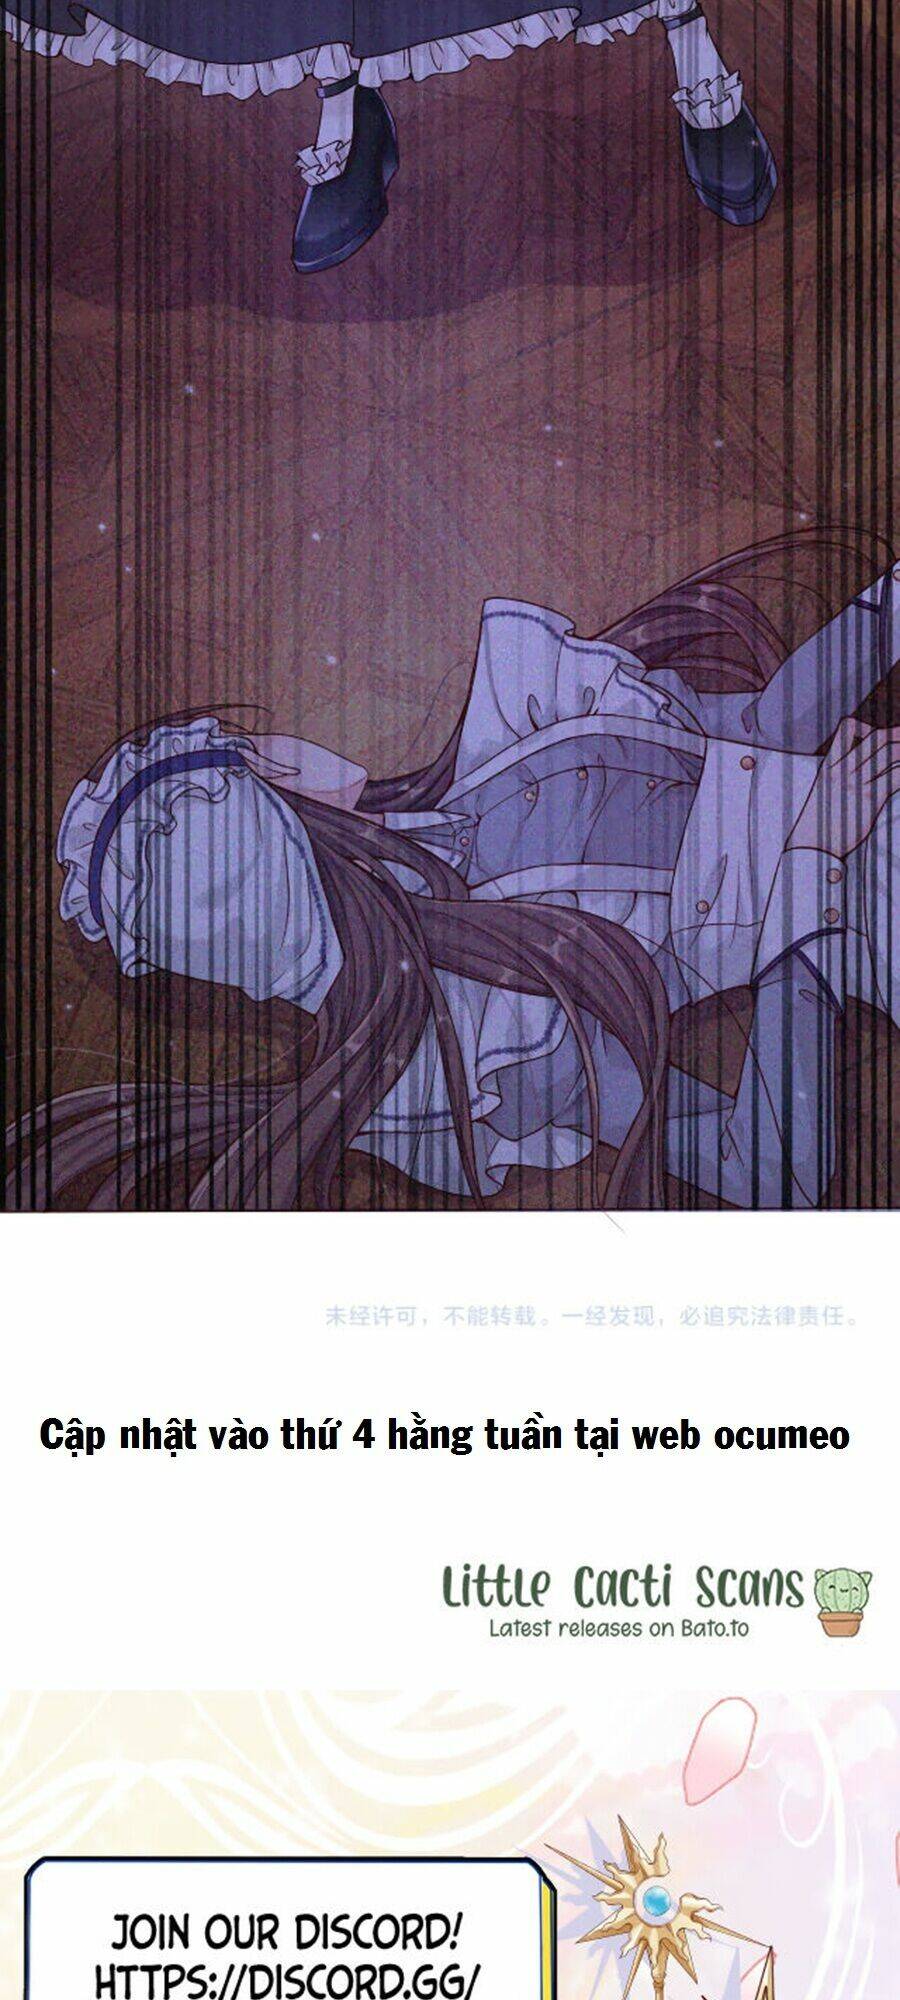 未经许可，不能转载。一经发现，必追究法律责任。
Cập nhật vào thứ 4 hằng tuần tại web ocumeo
Little Cacti Scans
Latest releases on Bato.to
JOIN OUR DISCORD!
HTTPS://DISCORD.GG/